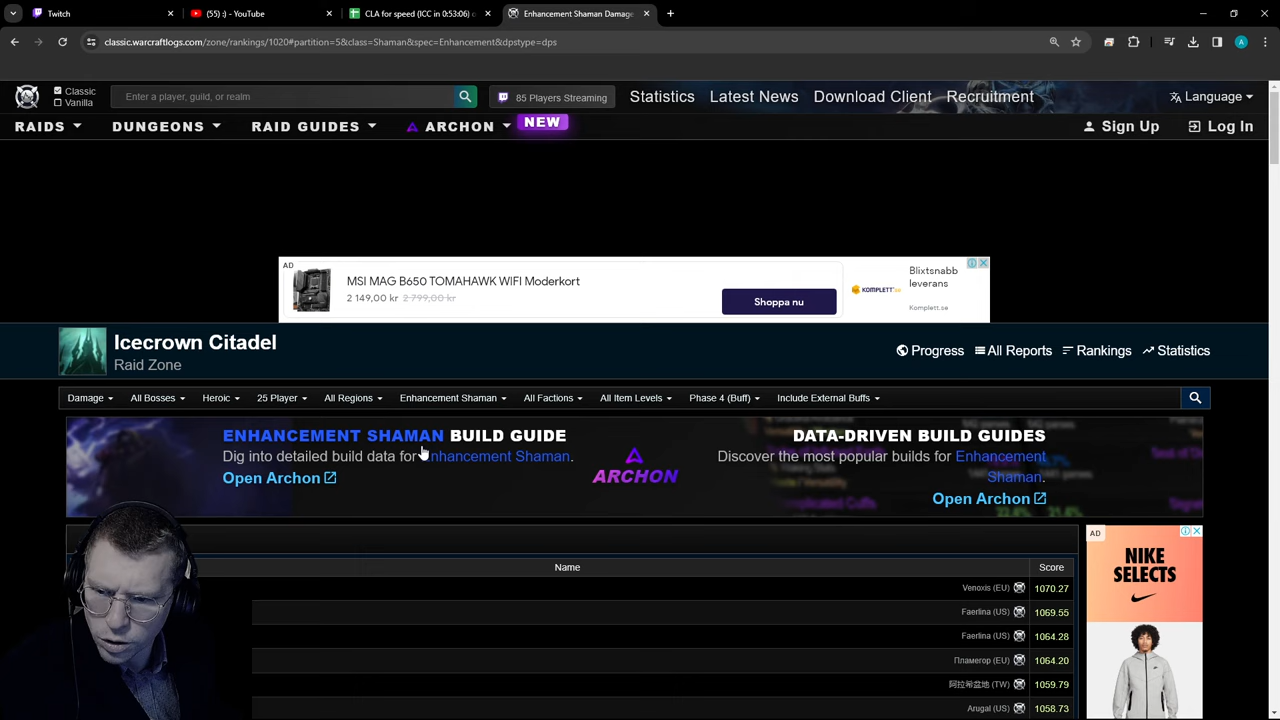 Twitch
(55) :) - YouTube
CLA for speed (ICC in 0:53:06)
Enhancement Shaman Damage
classic.warcraftlogs.com/zone/rankings/1020#partition=5&class=Shaman&spec=Enhancement&dpstype=dps
A
Classic
Vanilla
Enter a player, guild, or realm
85 Players Streaming
Statistics
Latest News
Download Client
Recruitment
Language
RAIDS
DUNGEONS
RAID GUIDES
ARCHON
NEW
Sign Up
Log In
AD
MSI MAG B650 TOMAHAWK WIFI Moderkort
2 149,00 kr 2 799,00 kr
Shoppa nu
KOMPLETT.se
Blixtsnabb
leverans
Komplett.se
Icecrown Citadel
Raid Zone
Progress
All Reports
Rankings
Statistics
Damage
All Bosses
Heroic
25 Player
All Regions
Enhancement Shaman
All Factions
All Item Levels
Phase 4 (Buff)
Include External Buffs
ENHANCEMENT SHAMAN BUILD GUIDE
Dig into detailed build data for Enhancement Shaman.
Open Archon
ARCHON
DATA-DRIVEN BUILD GUIDES
Discover the most popular builds for Enhancement
Shaman.
Open Archon
Name
Score
Venoxis (EU) 1070.27
Faerlina (US) 1069.55
Faerlina (US) 1064.28
Пламегор (EU) 1064.20
阿拉希盆地 (TW) 1059.79
Arugal (US) 1058.73
AD
NIKE
SELECTS